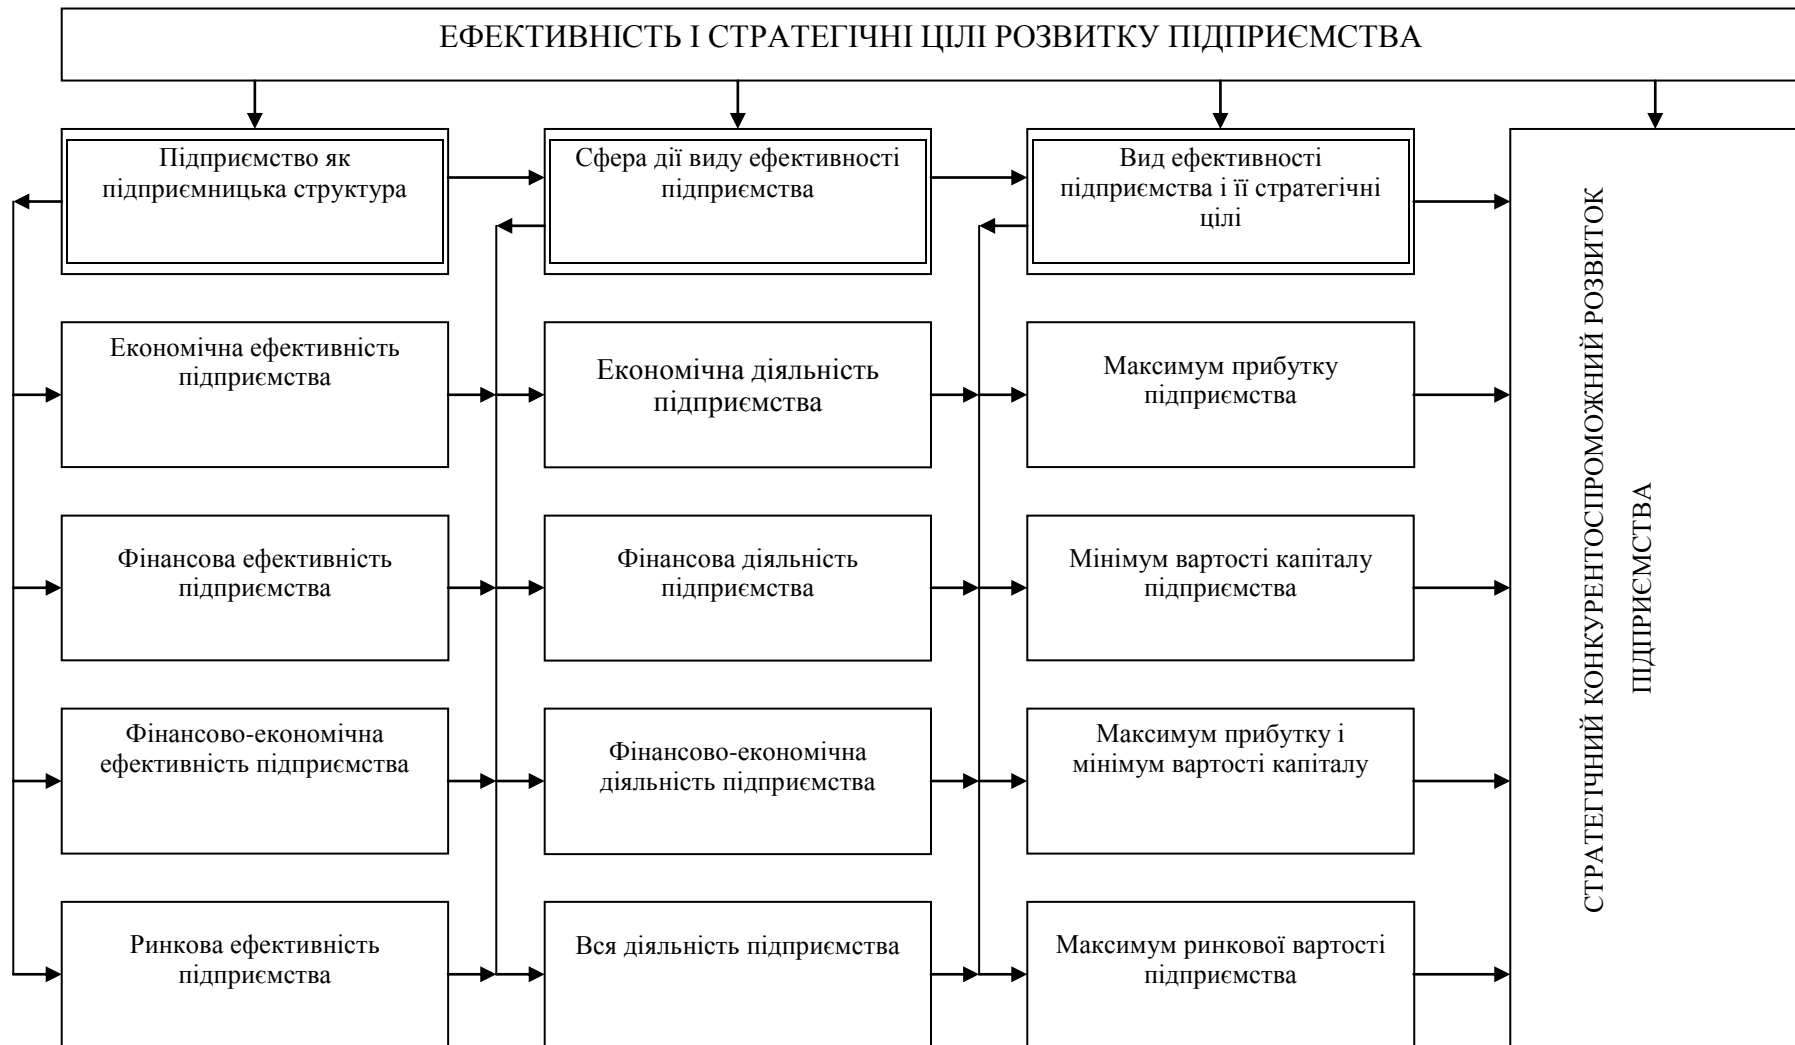 ЕФЕКТИВНІСТЬ І СТРАТЕГІЧНІ ЦІЛІ РОЗВИТКУ ПІДПРИЄМСТВА
Підприємство як
підприємницька структура
Сфера дії виду ефективності
підприємства
Вид ефективності
підприємства і її стратегічні
цілі
Економічна ефективність
підприємства
Економічна діяльність
підприємства
Максимум прибутку
підприємства
Фінансова ефективність
підприємства
Фінансова діяльність
підприємства
Мінімум вартості капіталу
підприємства
Фінансово-економічна
ефективність підприємства
Фінансово-економічна
діяльність підприємства
Максимум прибутку і
мінімум вартості капіталу
Ринкова ефективність
підприємства
Вся діяльність підприємства
Максимум ринкової вартості
підприємства
СТРАТЕГІЧНИЙ КОНКУРЕНТОСПРОМОЖНИЙ РОЗВИТОК
ПІДПРИЄМСТВА